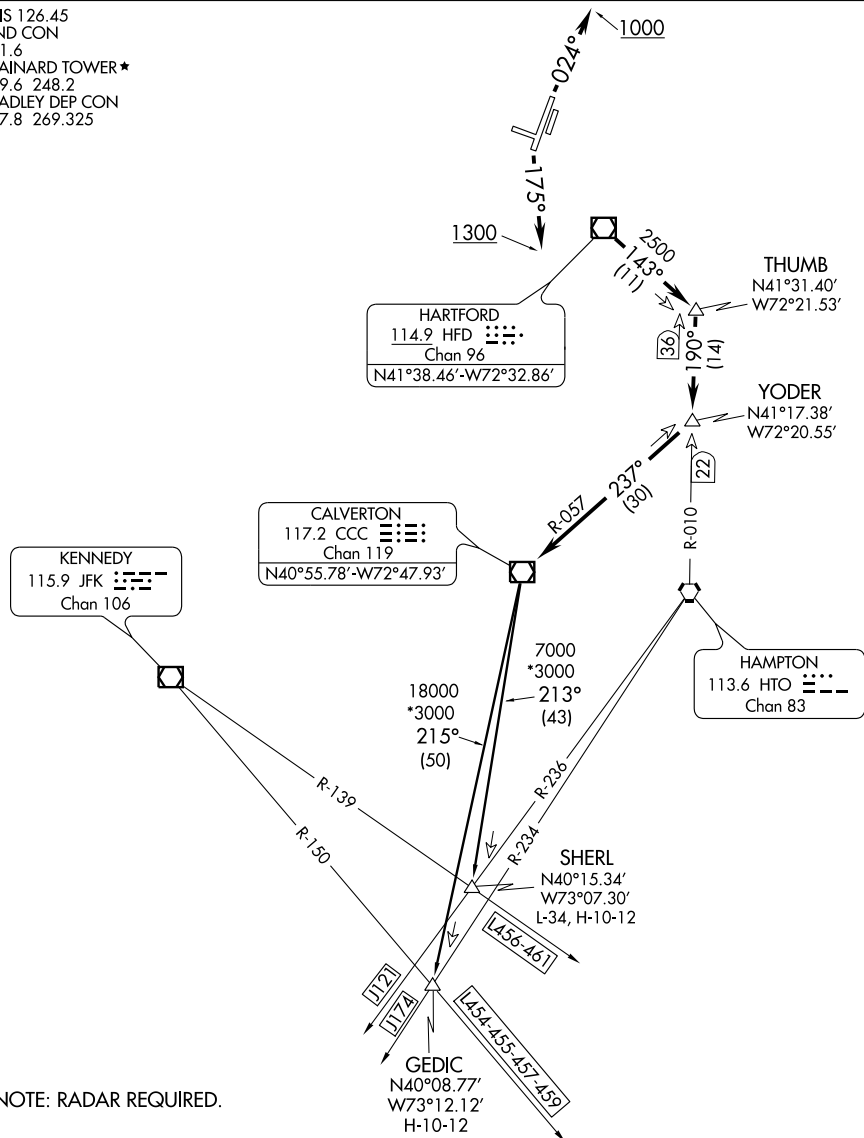 IS 126.45
ND CON
1.6
AINARD TOWER★
9.6 248.2
ADLEY DEP CON
7.8 269.325
1000
024°
175°
1300
2500
143°
(11)
THUMB
N41°31.40'
W72°21.53'
HARTFORD
114.9 HFD
Chan 96
N41°38.46'-W72°32.86'
36
190°
(14)
YODER
N41°17.38'
W72°20.55'
22
R-057
237°
(30)
R-010
CALVERTON
117.2 CCC
Chan 119
N40°55.78'-W72°47.93'
KENNEDY
115.9 JFK
Chan 106
HAMPTON
113.6 HTO
Chan 83
7000
*3000
213°
(43)
18000
*3000
215°
(50)
R-139
R-150
R-236
R-234
SHERL
N40°15.34'
W73°07.30'
L-34, H-10-12
L456-461
J121
J174
L454-455-457-459
GEDIC
N40°08.77'
W73°12.12'
H-10-12
NOTE: RADAR REQUIRED.